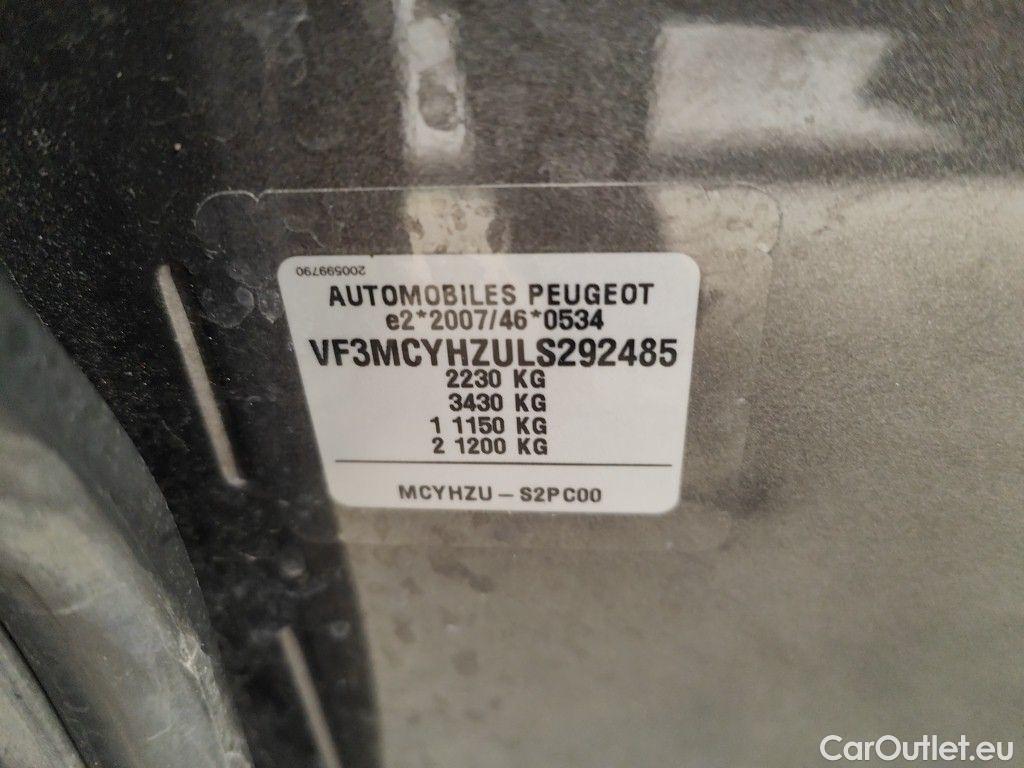 200599790
AUTOMOBILES PEUGEOT
e2*2007/46*0534
VF3MCYHZULS292485
2230 KG
3430 KG
1 1150 KG
2 1200 KG
MCYHZU – S2PC00
CarOutlet.eu